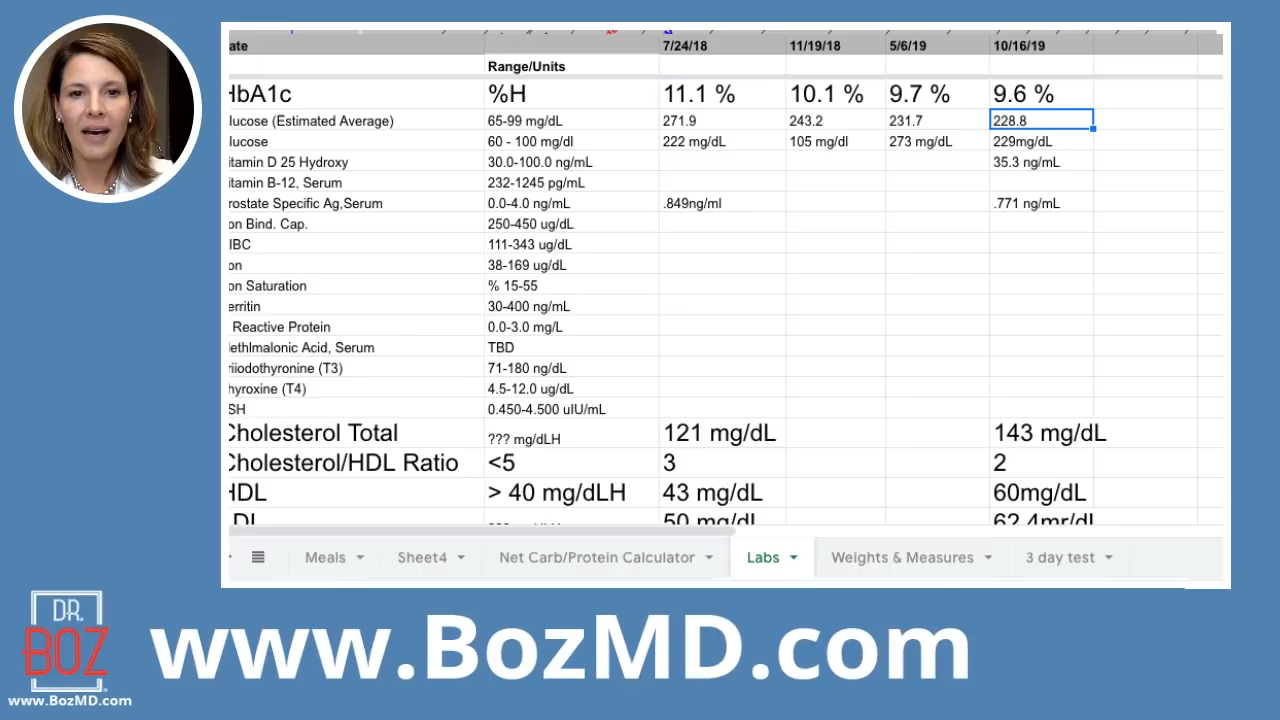 ate 7/24/18 11/19/18 5/6/19 10/16/19
Range/Units
HbA1c %H 11.1 % 10.1 % 9.7 % 9.6 %
lucose (Estimated Average) 65-99 mg/dL 271.9 243.2 231.7 228.8
lucose 60 - 100 mg/dl 222 mg/dL 105 mg/dl 273 mg/dL 229mg/dL
itamin D 25 Hydroxy 30.0-100.0 ng/mL 35.3 ng/mL
itamin B-12, Serum 232-1245 pg/mL
rostate Specific Ag,Serum 0.0-4.0 ng/mL .849ng/ml .771 ng/mL
on Bind. Cap. 250-450 ug/dL
IBC 111-343 ug/dL
on 38-169 ug/dL
on Saturation % 15-55
erritin 30-400 ng/mL
Reactive Protein 0.0-3.0 mg/L
lethlmalonic Acid, Serum TBD
riiodothyronine (T3) 71-180 ng/dL
hyroxine (T4) 4.5-12.0 ug/dL
SH 0.450-4.500 uIU/mL
Cholesterol Total ??? mg/dLH 121 mg/dL 143 mg/dL
Cholesterol/HDL Ratio <5 3 2
HDL > 40 mg/dLH 43 mg/dL 60mg/dL
50 mg/dL 62.4mr/dl
Meals Sheet4 Net Carb/Protein Calculator Labs Weights & Measures 3 day test
DR.
BOZ
www.BozMD.com
www.BozMD.com